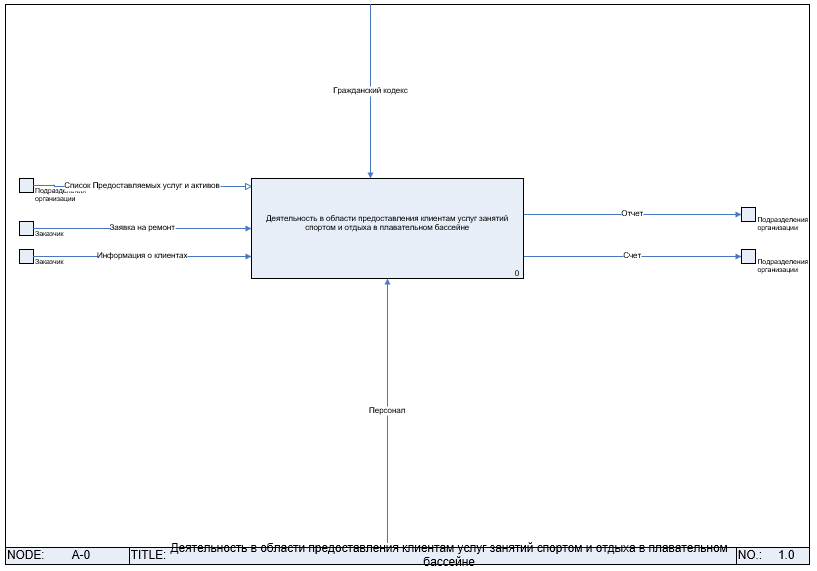 Гражданский кодекс
Список Предоставляемых услуг и активов
Подразделения
организации
Заявка на ремонт
Заказчик
Информация о клиентах
Заказчик
Деятельность в области предоставления клиентам услуг занятий
спортом и отдыха в плавательном бассейне
0
Отчет
Подразделения
организации
Счет
Подразделения
организации
Персонал
NODE: A-0
TITLE: Деятельность в области предоставления клиентам услуг занятий спортом и отдыха в плавательном
бассейне
NO.: 1.0